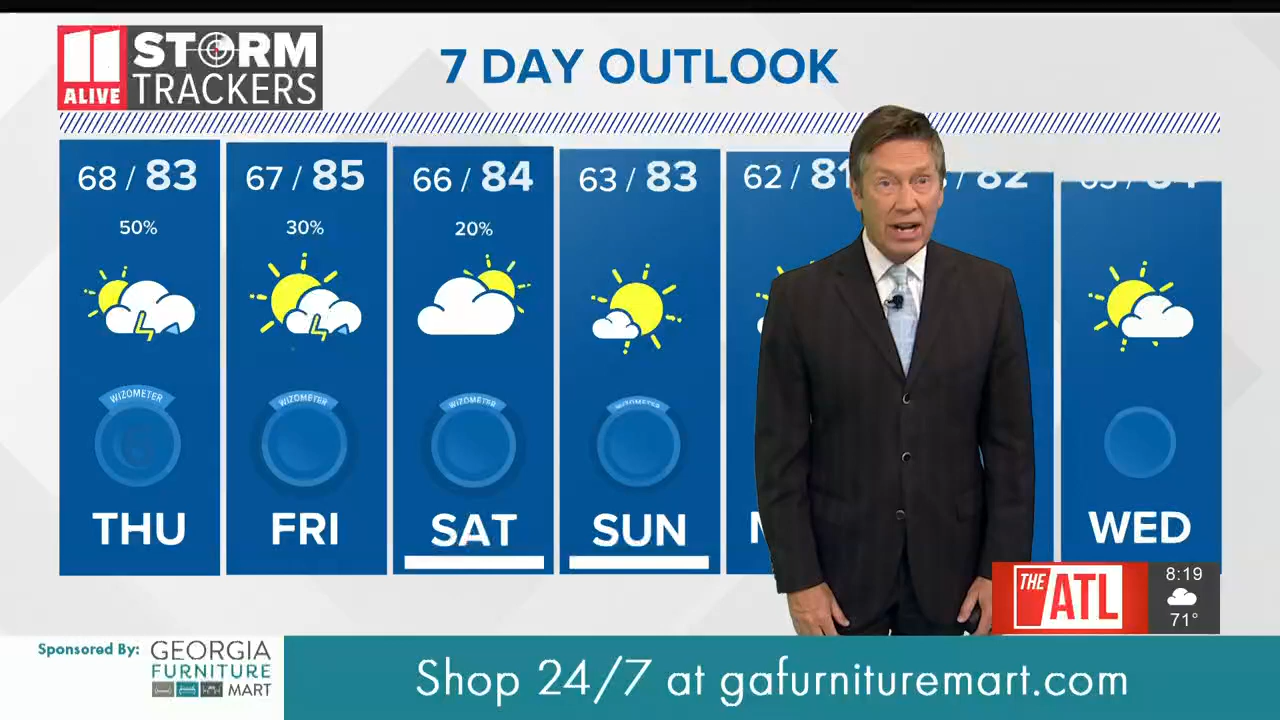 11 ALIVE
STORM
TRACKERS
7 DAY OUTLOOK
68 / 83
67 / 85
66 / 84
63 / 83
62 / 81
/ 82
50%
30%
20%
WIZOMETER
WIZOMETER
WIZOMETER
WIZOMETER
THU
FRI
SAT
SUN
WED
THE
ATL
8:19
71°
Sponsored By:
GEORGIA
FURNITURE
MART
Shop 24/7 at gafurnituremart.com